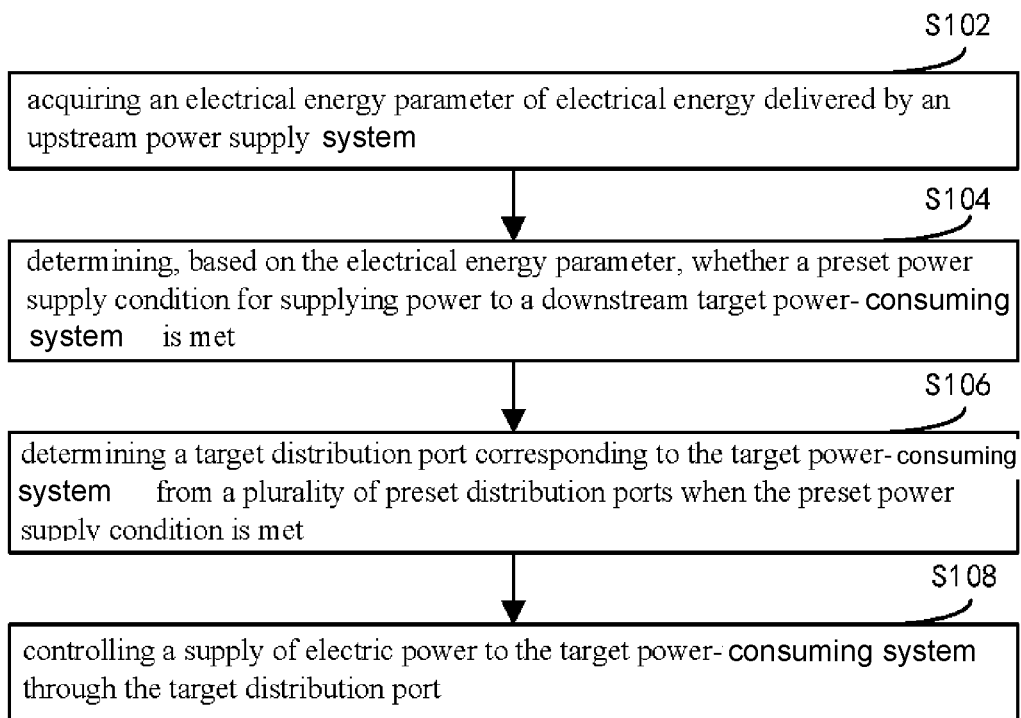 S102
acquiring an electrical energy parameter of electrical energy delivered by an
upstream power supply system
S104
determining, based on the electrical energy parameter, whether a preset power
supply condition for supplying power to a downstream target power- consuming
system is met
S106
determining a target distribution port corresponding to the target power- consuming
system from a plurality of preset distribution ports when the preset power
supply condition is met
S108
controlling a supply of electric power to the target power- consuming system
through the target distribution port